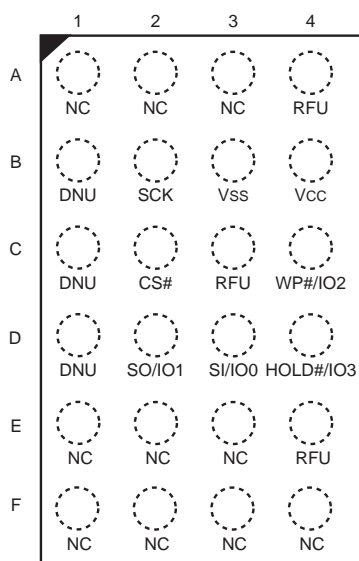 1 2 3 4
A
NC NC NC RFU
B
DNU SCK Vss Vcc
C
DNU CS# RFU WP#/IO2
D
DNU SO/IO1 SI/IO0 HOLD#/IO3
E
NC NC NC RFU
F
NC NC NC NC